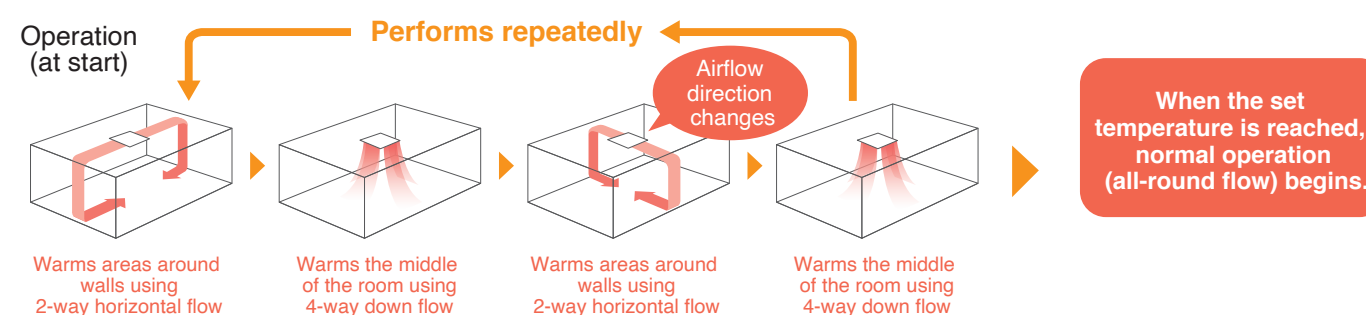 Operation
(at start)
Performs repeatedly
Airflow
direction
changes
When the set
temperature is reached,
normal operation
(all-round flow) begins.
Warms areas around
walls using
2-way horizontal flow
Warms the middle
of the room using
4-way down flow
Warms areas around
walls using
2-way horizontal flow
Warms the middle
of the room using
4-way down flow